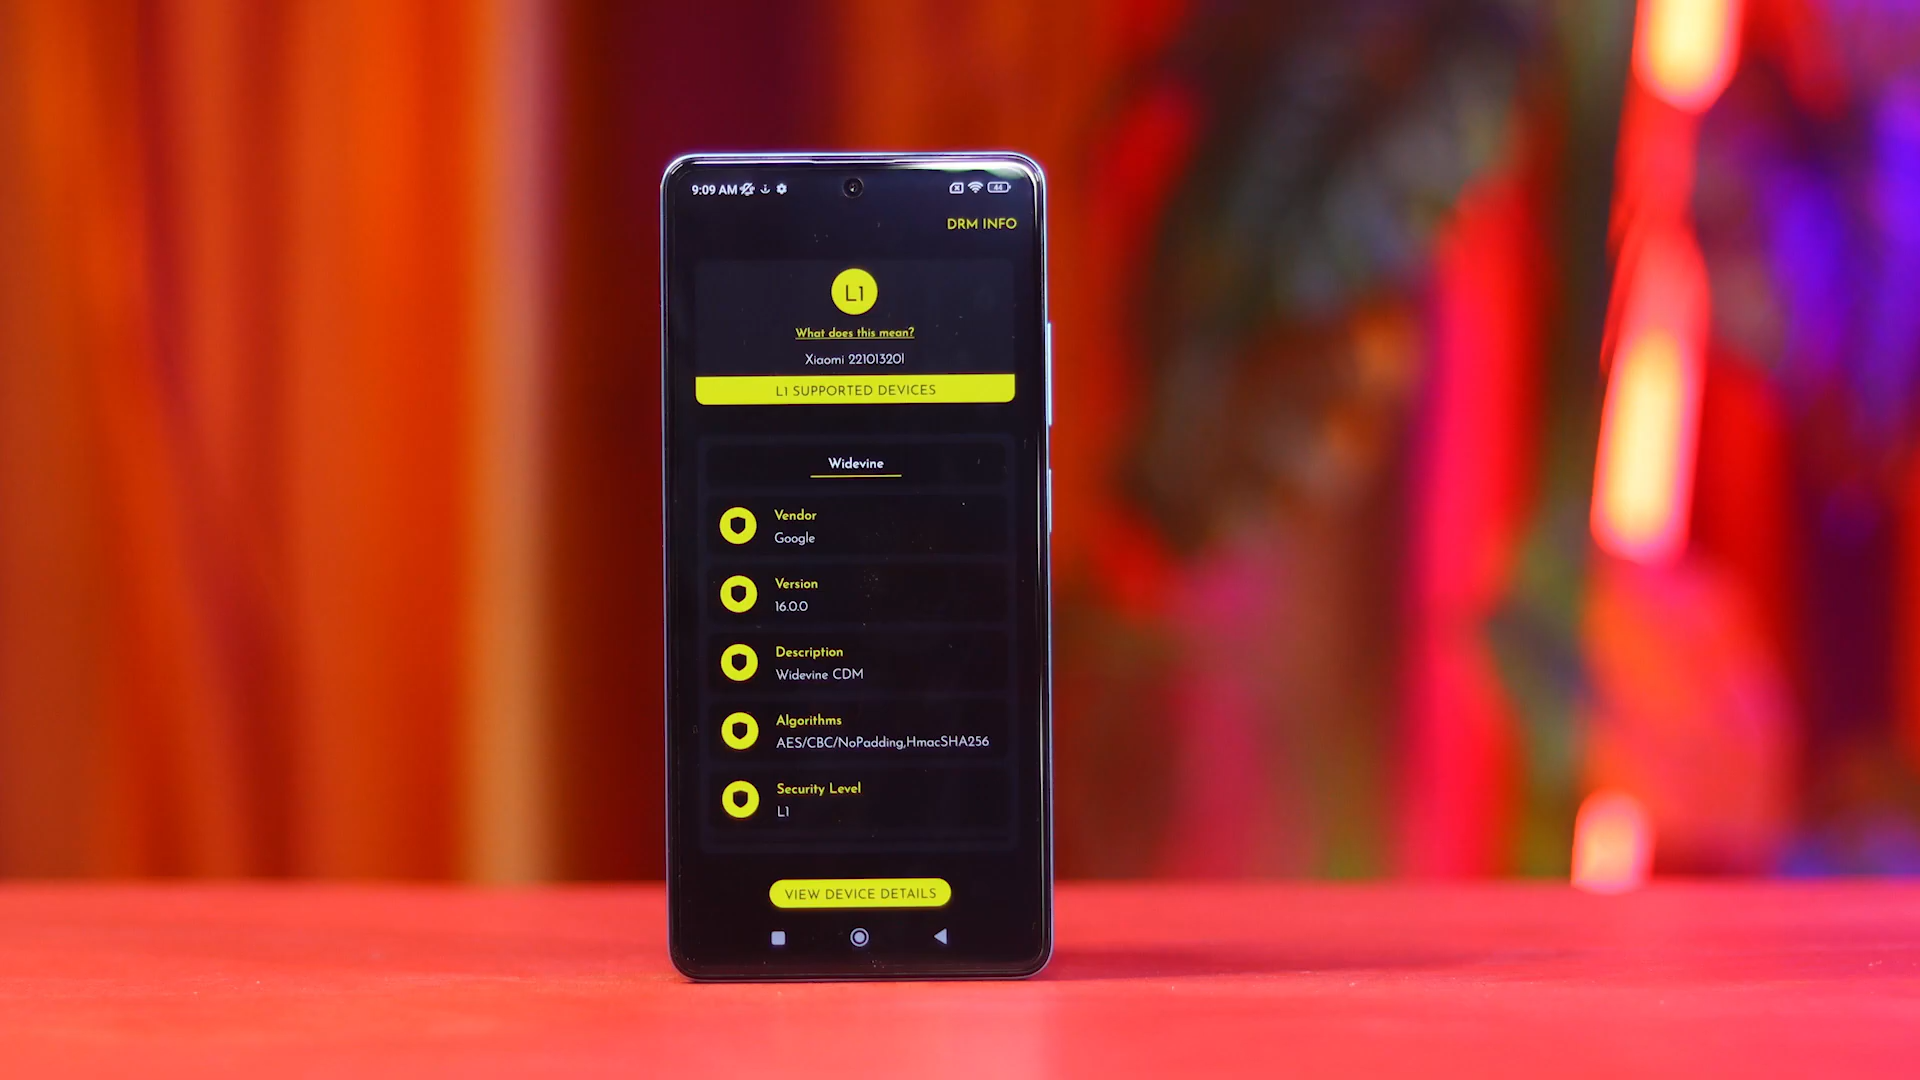 9:09 AM
44
DRM INFO
L1
What does this mean?
Xiaomi 22101320I
L1 SUPPORTED DEVICES
Widevine
Vendor
Google
Version
16.0.0
Description
Widevine CDM
Algorithms
AES/CBC/NoPadding,HmacSHA256
Security Level
L1
VIEW DEVICE DETAILS